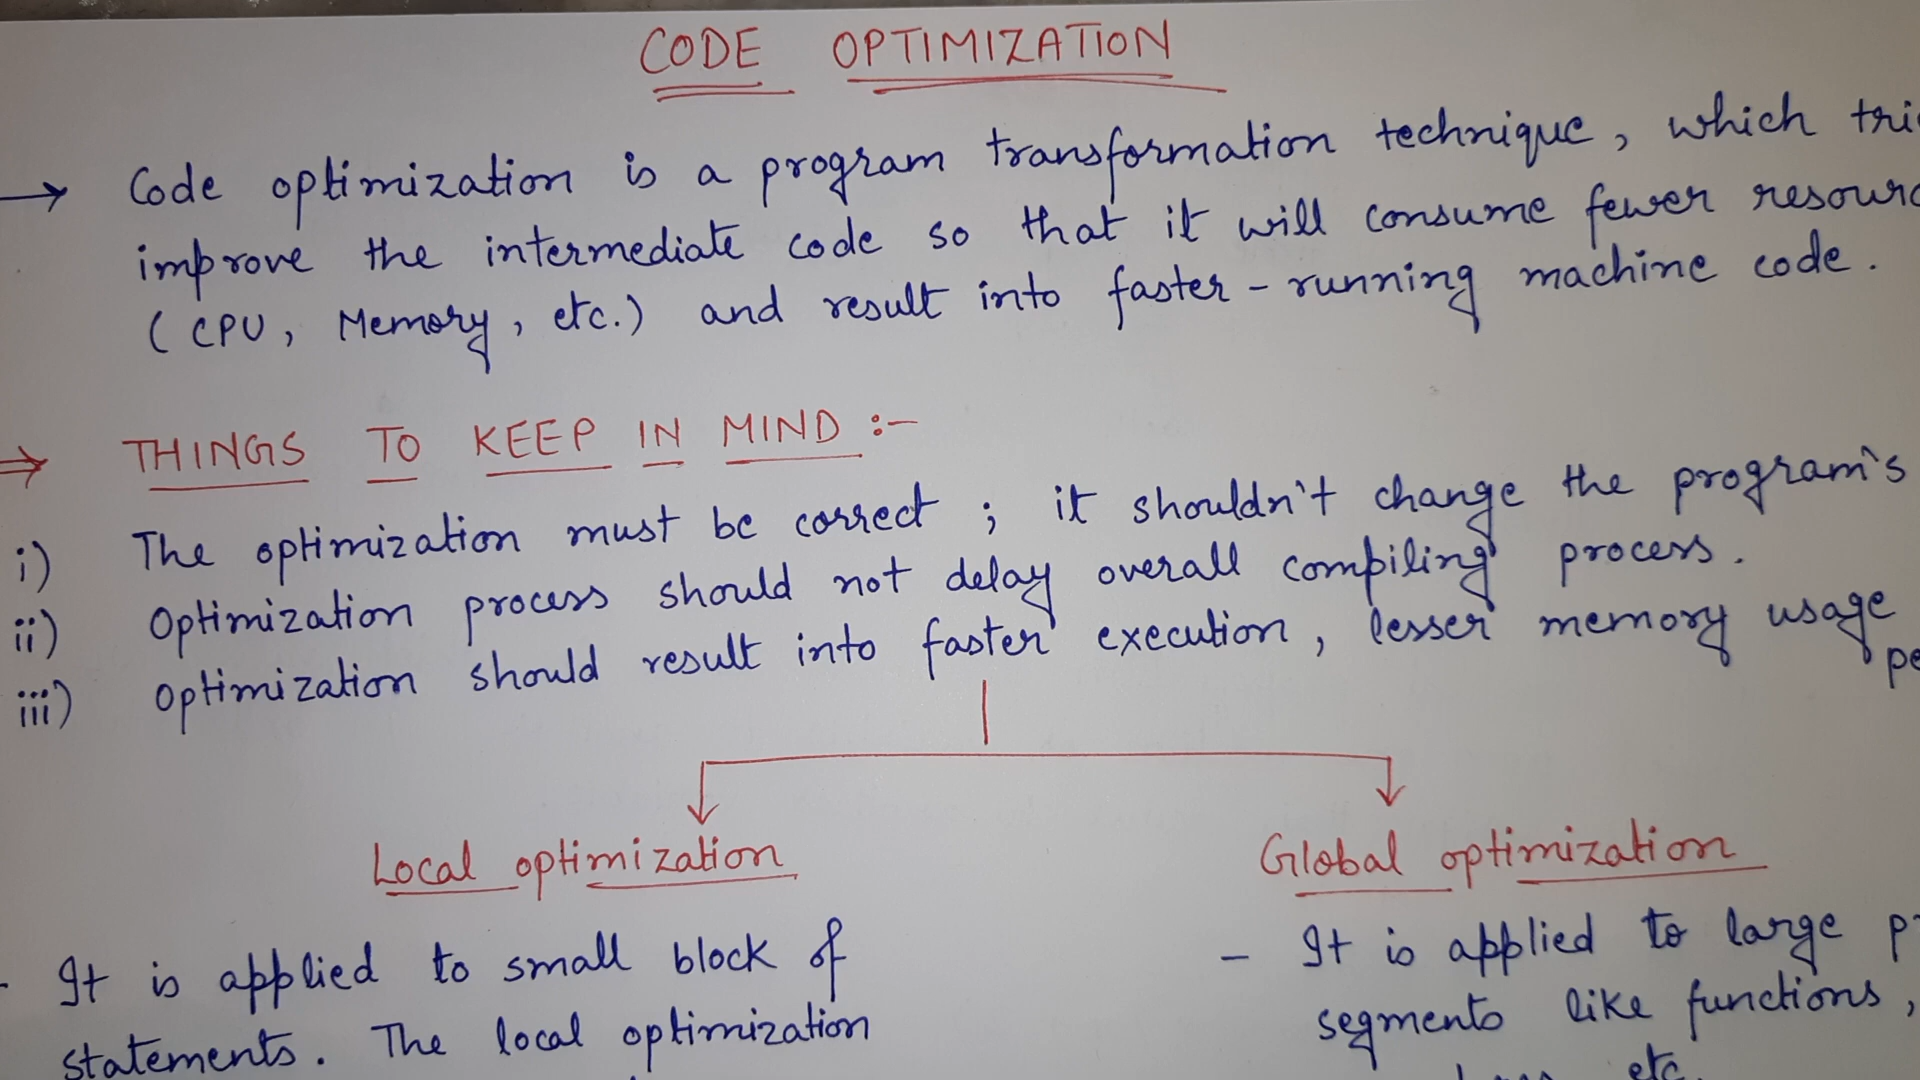 CODE OPTIMIZATION
→ Code optimization is a program transformation technique, which
improve the intermediate code so that it will consume fewer
(CPU, Memory, etc.) and result into faster-running machine code.
⇒ THINGS TO KEEP IN MIND :-
i) The optimization must be correct ; it shouldn't change the program's
ii) Optimization process should not delay overall compiling process.
iii) Optimization should result into faster execution, lesser memory usage
Local optimization
Global optimization
- It is applied to small block of
statements. The local optimization
- It is applied to large
segments like functions,
etc.